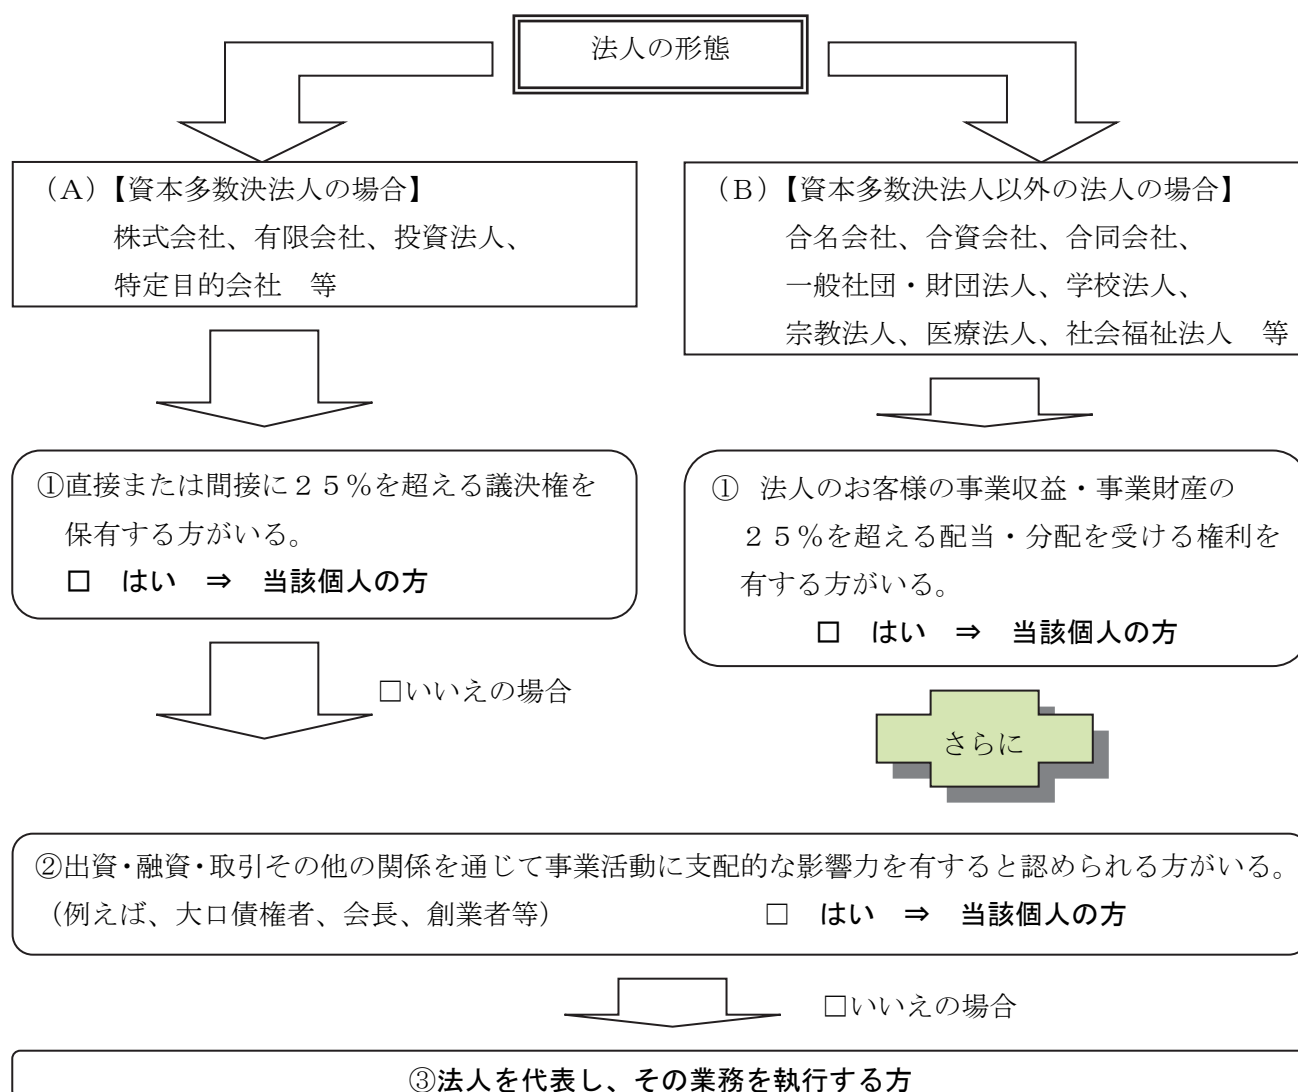 法人の形態
（A）【資本多数決法人の場合】
株式会社、有限会社、投資法人、
特定目的会社　等
（B）【資本多数決法人以外の法人の場合】
合名会社、合資会社、合同会社、
一般社団・財団法人、学校法人、
宗教法人、医療法人、社会福祉法人　等
①直接または間接に２５％を超える議決権を
保有する方がいる。
□　はい　⇒　当該個人の方
□いいえの場合
①　法人のお客様の事業収益・事業財産の
２５％を超える配当・分配を受ける権利を
有する方がいる。
□　はい　⇒　当該個人の方
さらに
②出資・融資・取引その他の関係を通じて事業活動に支配的な影響力を有すると認められる方がいる。
（例えば、大口債権者、会長、創業者等）　□　はい　⇒　当該個人の方
□いいえの場合
③法人を代表し、その業務を執行する方